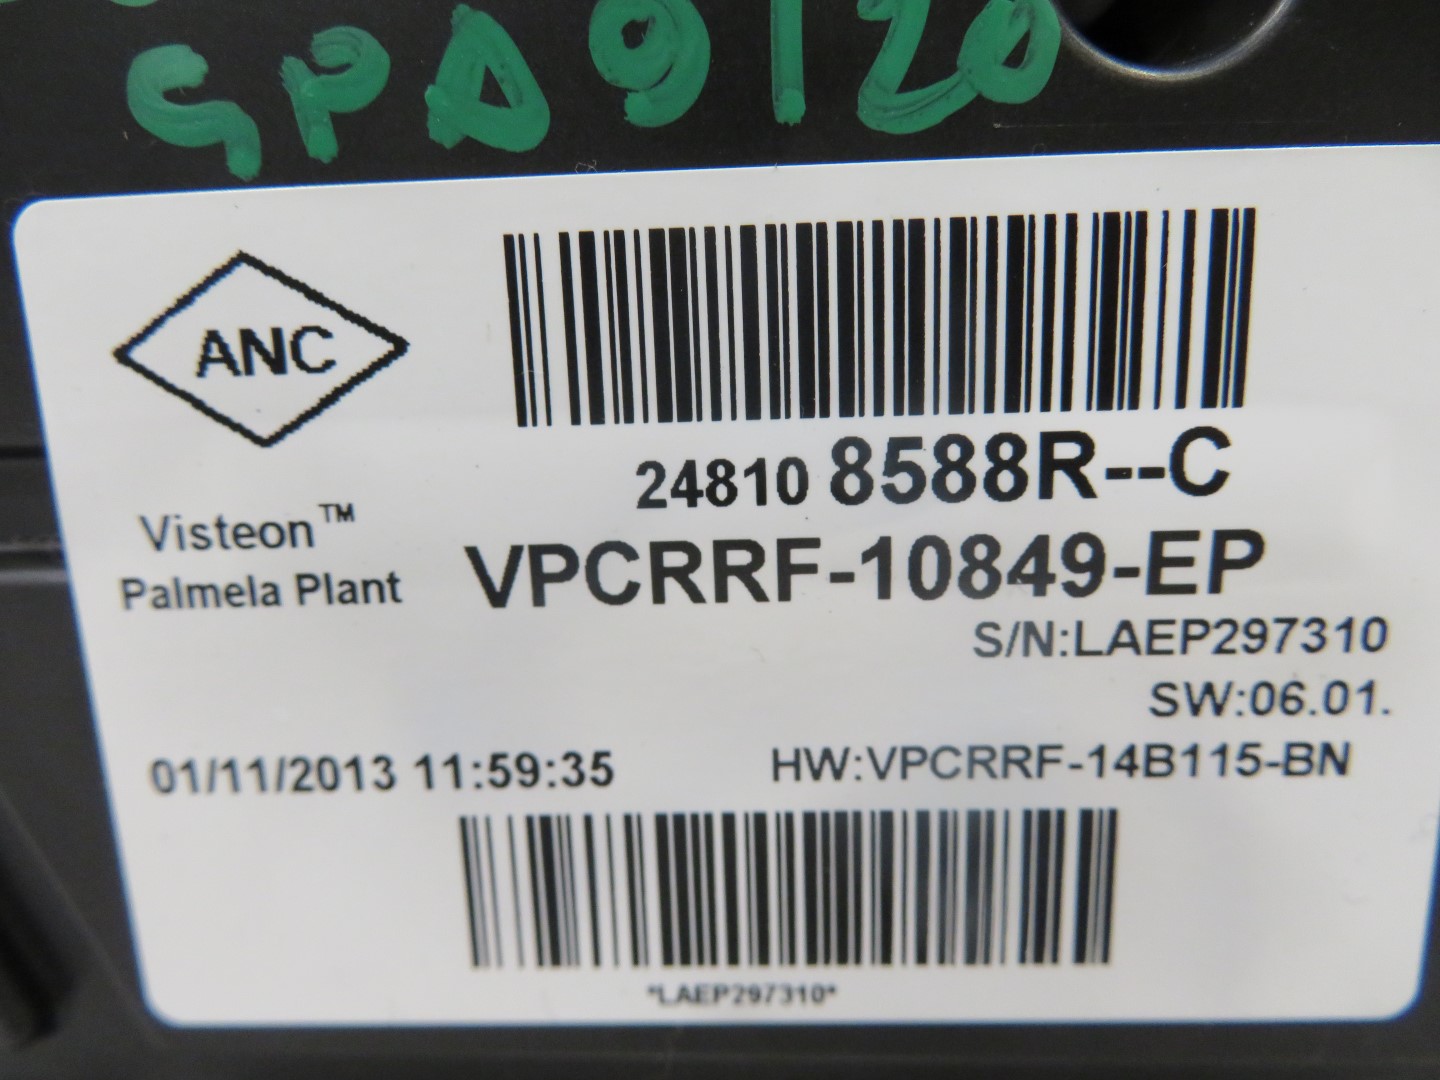 GPA9120
ANC
24810 8588R--C
Visteon™
Palmela Plant
VPCRRF-10849-EP
S/N:LAEP297310
SW:06.01.
01/11/2013 11:59:35
HW:VPCRRF-14B115-BN
*LAEP297310*